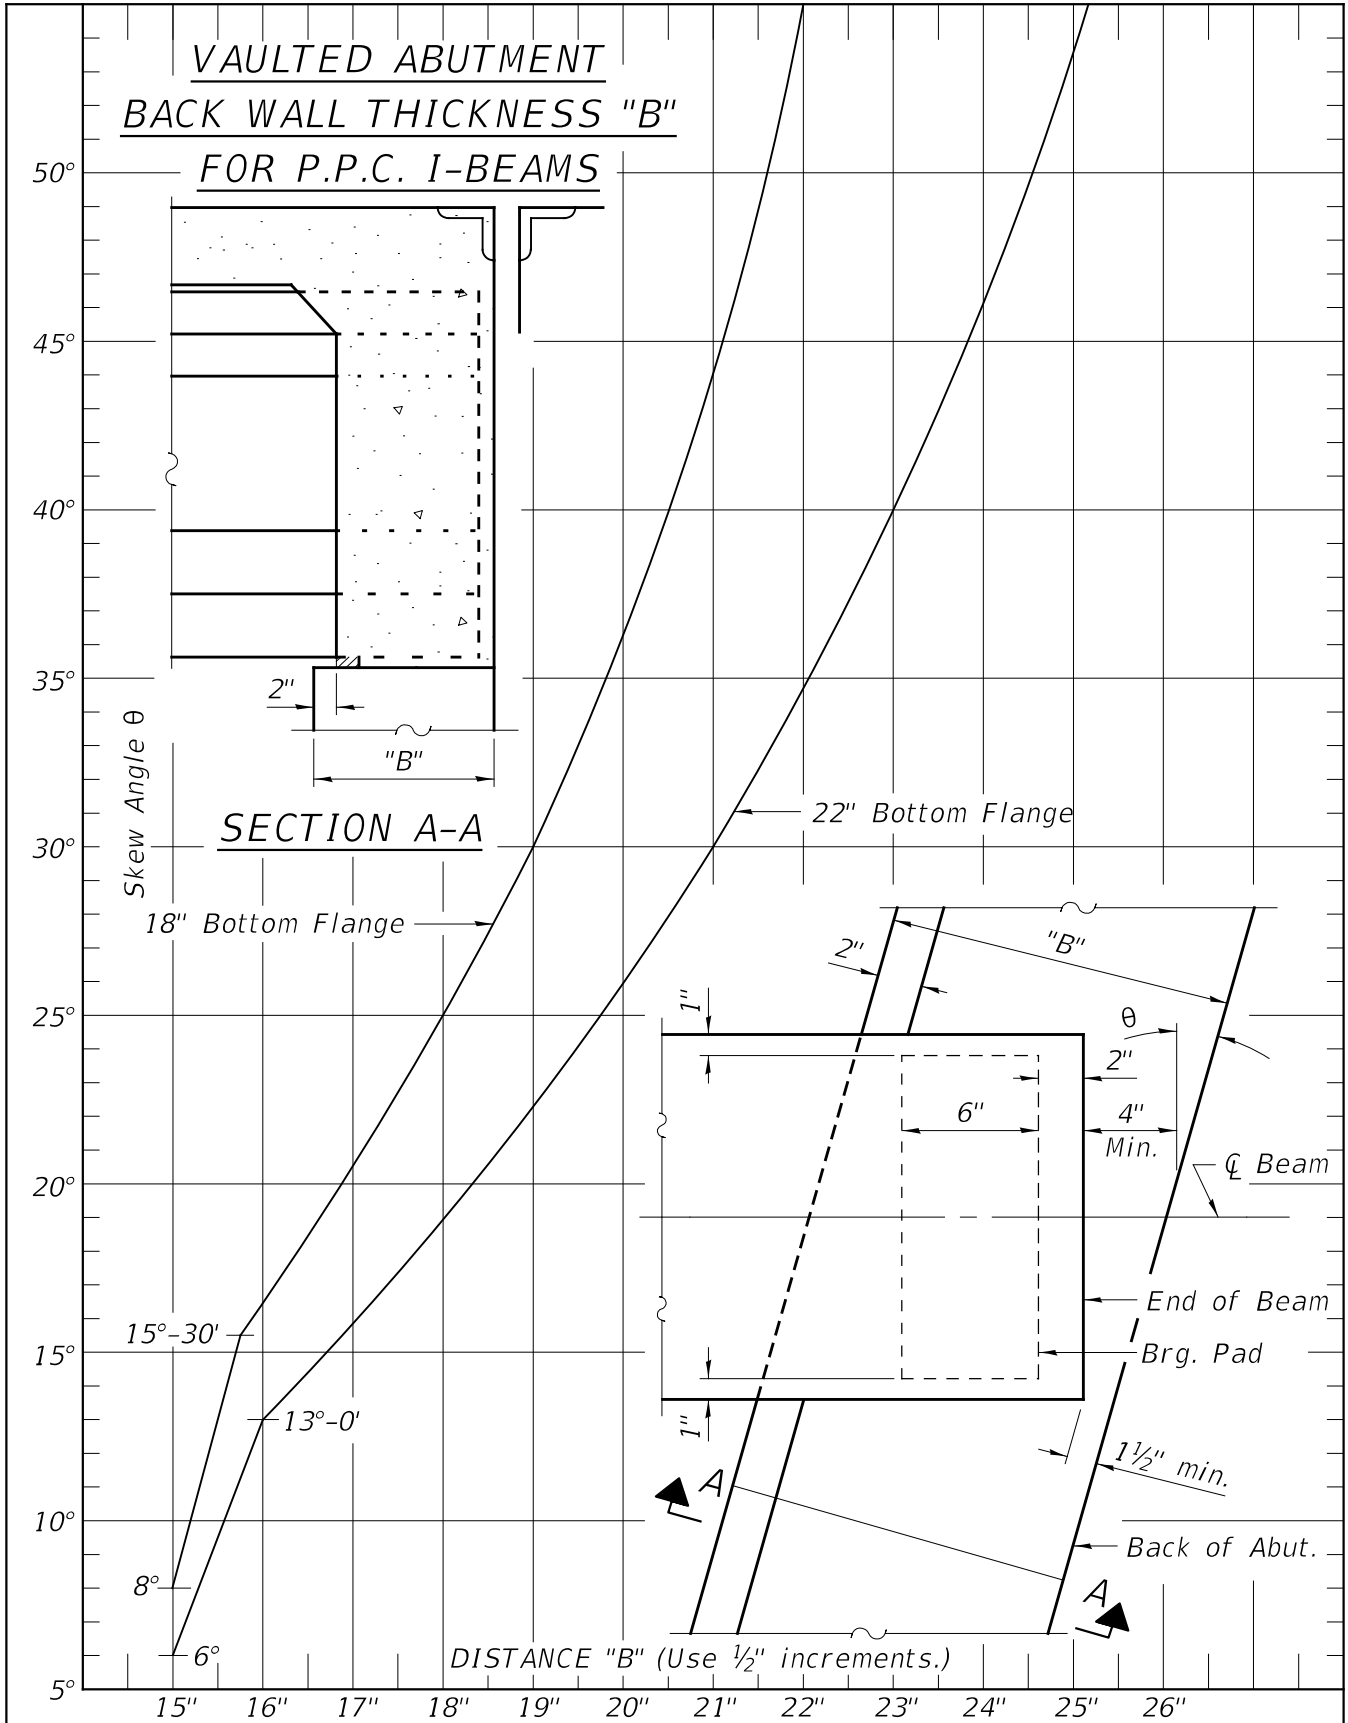 VAULTED ABUTMENT
BACK WALL THICKNESS "B"
FOR P.P.C. I-BEAMS
50°
45°
40°
35°
2"
"B"
Skew Angle θ
SECTION A-A
22" Bottom Flange
30°
18" Bottom Flange
"B"
2"
1"
25°
θ
2"
6"
4"
Min.
℄ Beam
20°
End of Beam
15°-30'
15°
Brg. Pad
13°-0'
1"
1½" min.
A
10°
Back of Abut.
8°
A
6°
DISTANCE "B" (Use ½" increments.)
5°
15" 16" 17" 18" 19" 20" 21" 22" 23" 24" 25" 26"